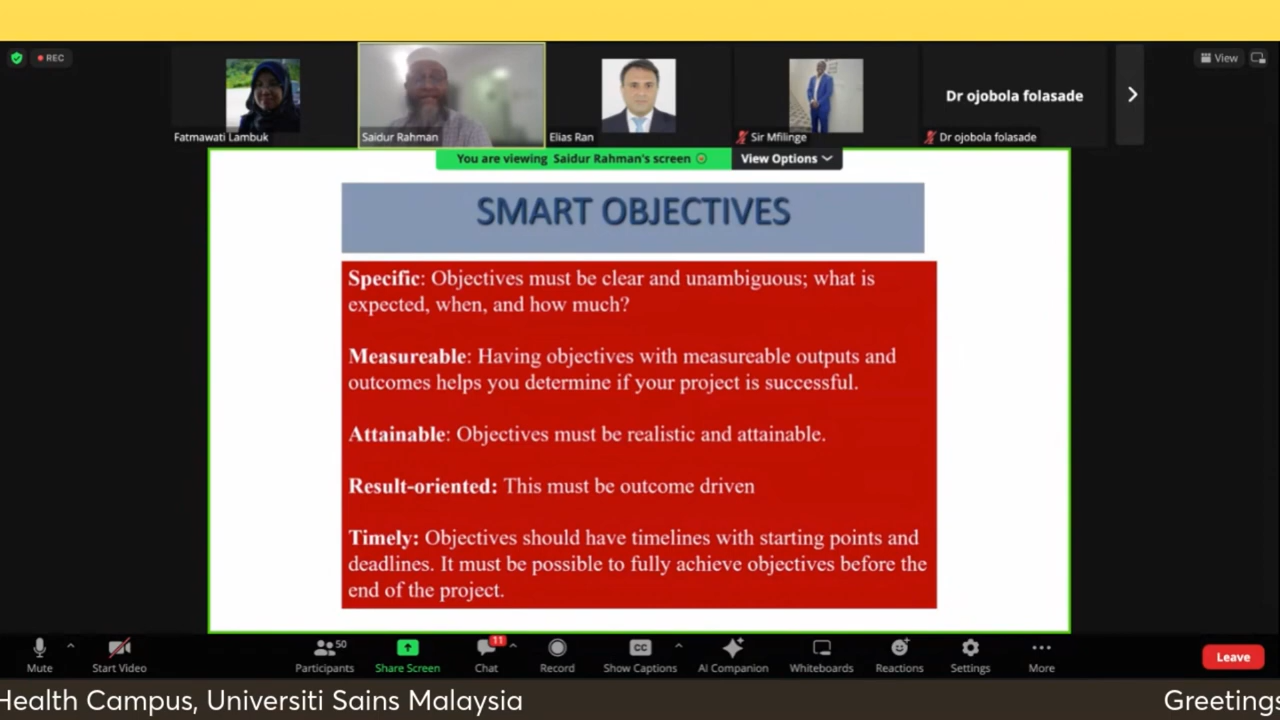 REC
View
Fatmawati Lambuk
Saidur Rahman
Elias Ran
Sir Mfilinge
Dr ojobola folasade
Dr ojobola folasade
You are viewing Saidur Rahman's screen
View Options
SMART OBJECTIVES
Specific: Objectives must be clear and unambiguous; what is
expected, when, and how much?
Measureable: Having objectives with measureable outputs and
outcomes helps you determine if your project is successful.
Attainable: Objectives must be realistic and attainable.
Result-oriented: This must be outcome driven
Timely: Objectives should have timelines with starting points and
deadlines. It must be possible to fully achieve objectives before the
end of the project.
Mute
Start Video
50
Participants
Share Screen
11
Chat
Record
CC
Show Captions
AI Companion
Whiteboards
Reactions
Settings
More
Leave
Health Campus, Universiti Sains Malaysia
Greetings